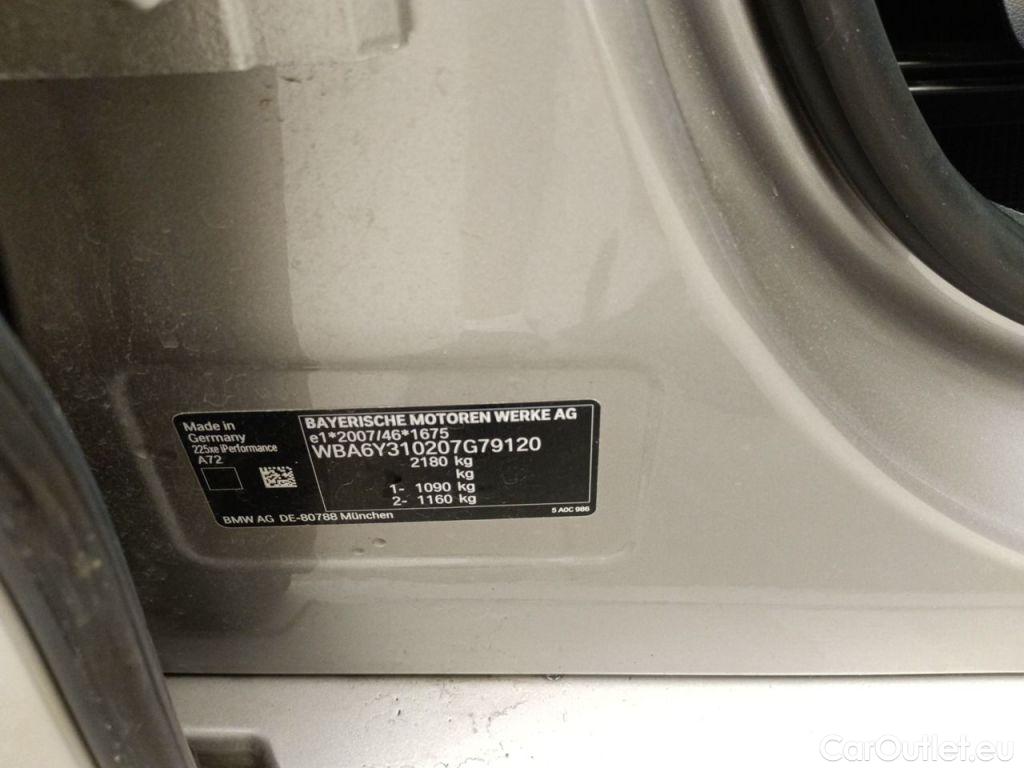 Made in
Germany
225xe iPerformance
A72
BAYERISCHE MOTOREN WERKE AG
e1*2007/46*1675
WBA6Y310207G79120
2180 kg
kg
1- 1090 kg
2- 1160 kg
BMW AG DE-80788 München
5 A0C 986
CarOutlet.eu